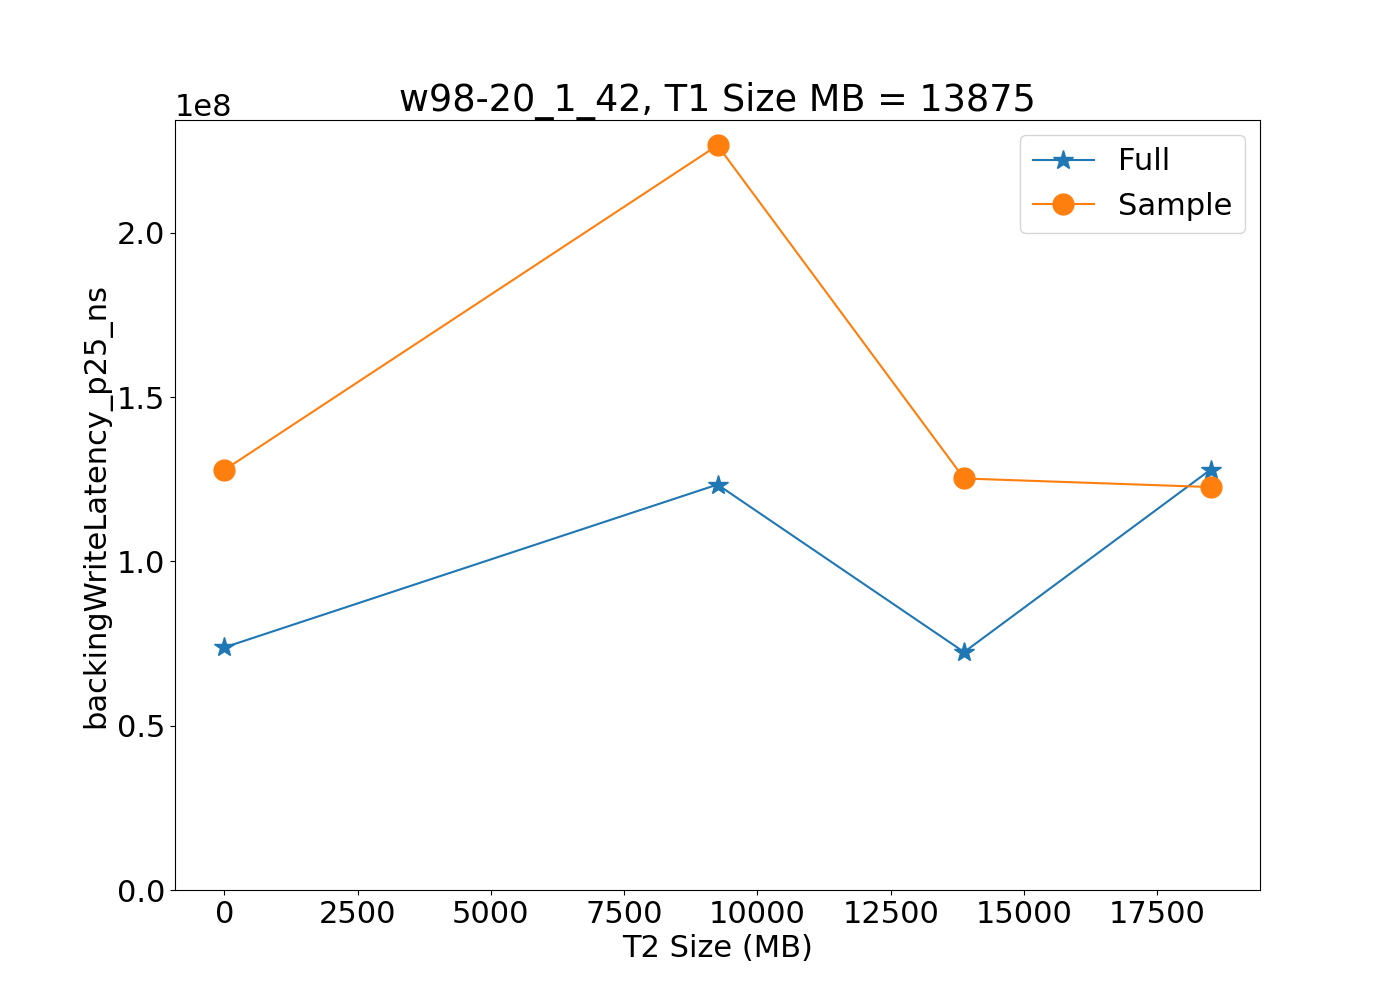 w98-20_1_42, T1 Size MB = 13875
1e8
Full
Sample
backingWriteLatency_p25_ns
2.0
1.5
1.0
0.5
0.0
0 2500 5000 7500 10000 12500 15000 17500
T2 Size (MB)